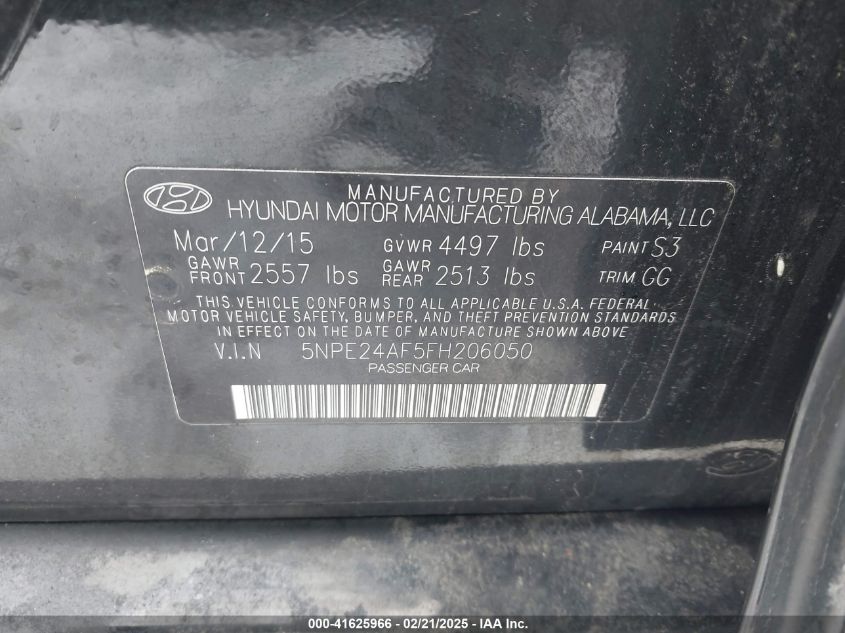 MANUFACTURED BY
HYUNDAI MOTOR MANUFACTURING ALABAMA, LLC
Mar/12/15 GVWR 4497 lbs PAINT S3
GAWR FRONT 2557 lbs GAWR REAR 2513 lbs TRIM GG
THIS VEHICLE CONFORMS TO ALL APPLICABLE U.S.A. FEDERAL
MOTOR VEHICLE SAFETY, BUMPER, AND THEFT PREVENTION STANDARDS
IN EFFECT ON THE DATE OF MANUFACTURE SHOWN ABOVE
V.I.N 5NPE24AF5FH206050
PASSENGER CAR
000-41625966 - 02/21/2025 - IAA Inc.